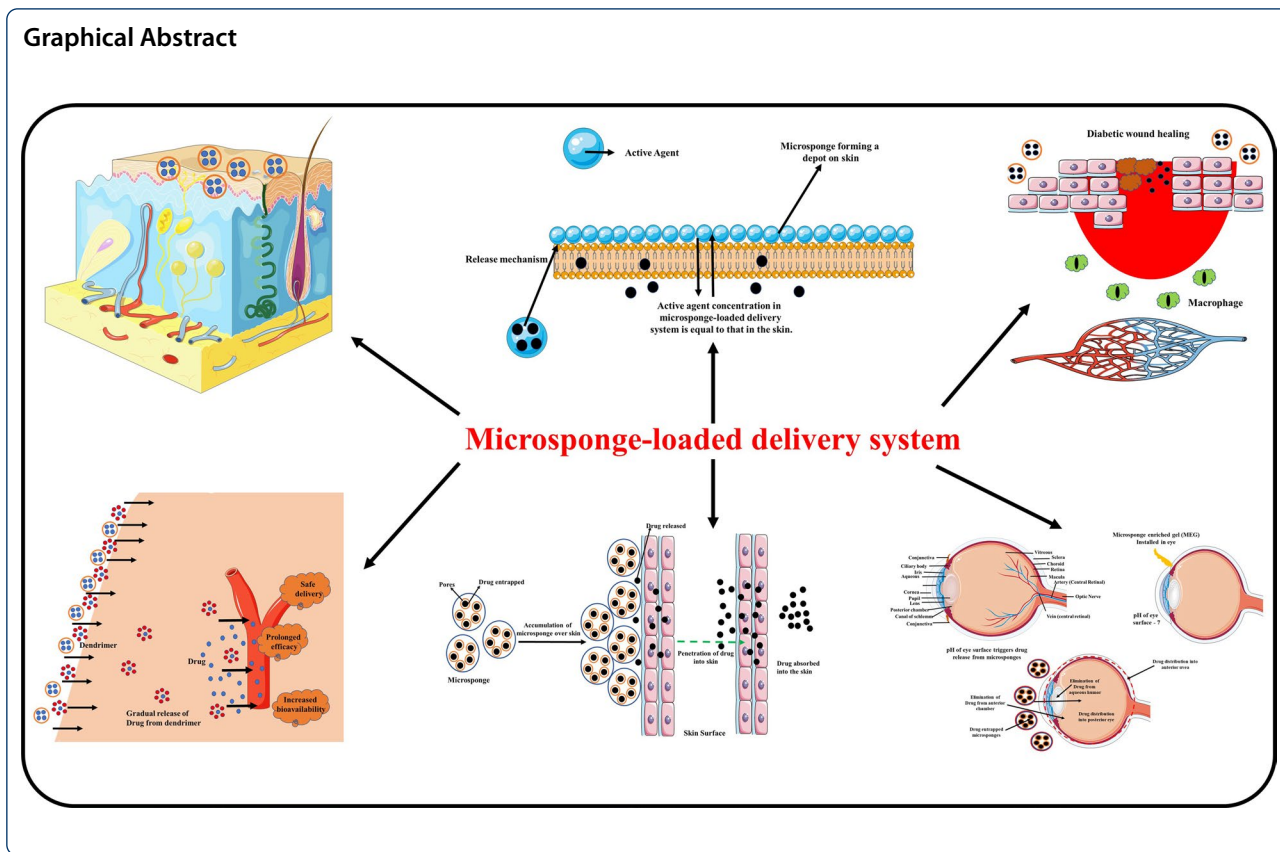 Graphical Abstract
Active Agent
Microsponge forming a
depot on skin
Release mechanism
Active agent concentration in
microsponge-loaded delivery
system is equal to that in the skin.
Diabetic wound healing
Macrophage
Microsponge-loaded delivery system
Dendrimer
Drug
Gradual release of
Drug from dendrimer
Safe
delivery
Prolonged
efficacy
Increased
bioavailability
Pores
Drug entrapped
Microsponge
Accumulation of
microsponge over skin
Drug released
Penetration of drug
into skin
Drug absorbed
into the skin
Skin Surface
Conjunctiva
Ciliary body
Iris
Aqueous
Cornea
Pupil
Lens
Posterior chamber
Canal of schlemm
Conjunctiva
Vitreous
Sclera
Choroid
Retina
Macula
Artery (Central Retinal)
Optic Nerve
Vein (central retinal)
pH of eye surface triggers drug
release from microsponges
Microsponge enriched gel (MEG)
Installed in eye
pH of eye
surface - 7
Elimination of
Drug from
aqueous humar
Drug distribution into
anterior area
Elimination of
Drug from anterior
chamber
Drug distribution
into posterior eye
Drug-entrapped
microsponges